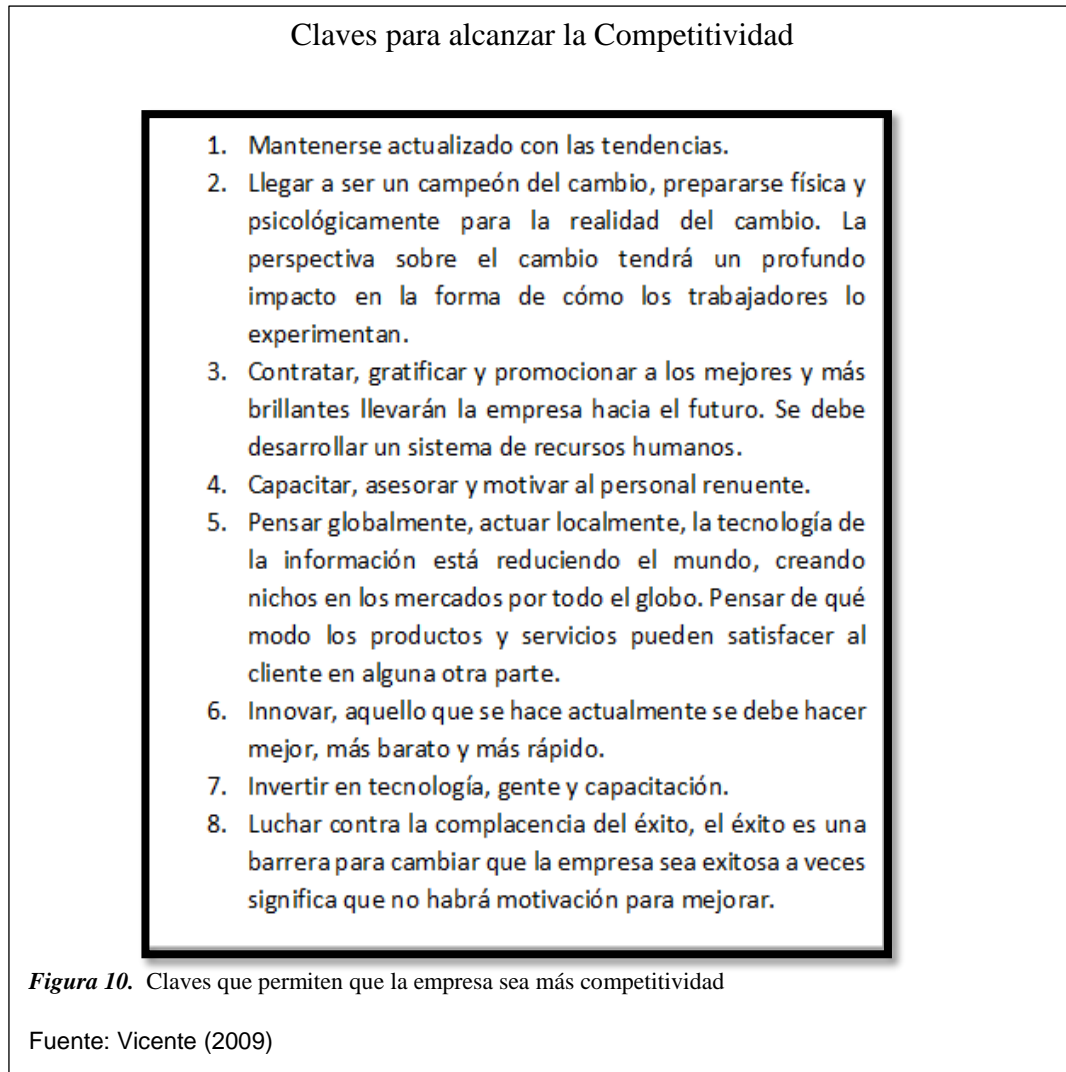 Claves para alcanzar la Competitividad
1. Mantenerse actualizado con las tendencias.
2. Llegar a ser un campeón del cambio, prepararse física y
psicológicamente para la realidad del cambio. La
perspectiva sobre el cambio tendrá un profundo
impacto en la forma de cómo los trabajadores lo
experimentan.
3. Contratar, gratificar y promocionar a los mejores y más
brillantes llevarán la empresa hacia el futuro. Se debe
desarrollar un sistema de recursos humanos.
4. Capacitar, asesorar y motivar al personal renuente.
5. Pensar globalmente, actuar localmente, la tecnología de
la información está reduciendo el mundo, creando
nichos en los mercados por todo el globo. Pensar de qué
modo los productos y servicios pueden satisfacer al
cliente en alguna otra parte.
6. Innovar, aquello que se hace actualmente se debe hacer
mejor, más barato y más rápido.
7. Invertir en tecnología, gente y capacitación.
8. Luchar contra la complacencia del éxito, el éxito es una
barrera para cambiar que la empresa sea exitosa a veces
significa que no habrá motivación para mejorar.
Figura 10. Claves que permiten que la empresa sea más competitividad
Fuente: Vicente (2009)